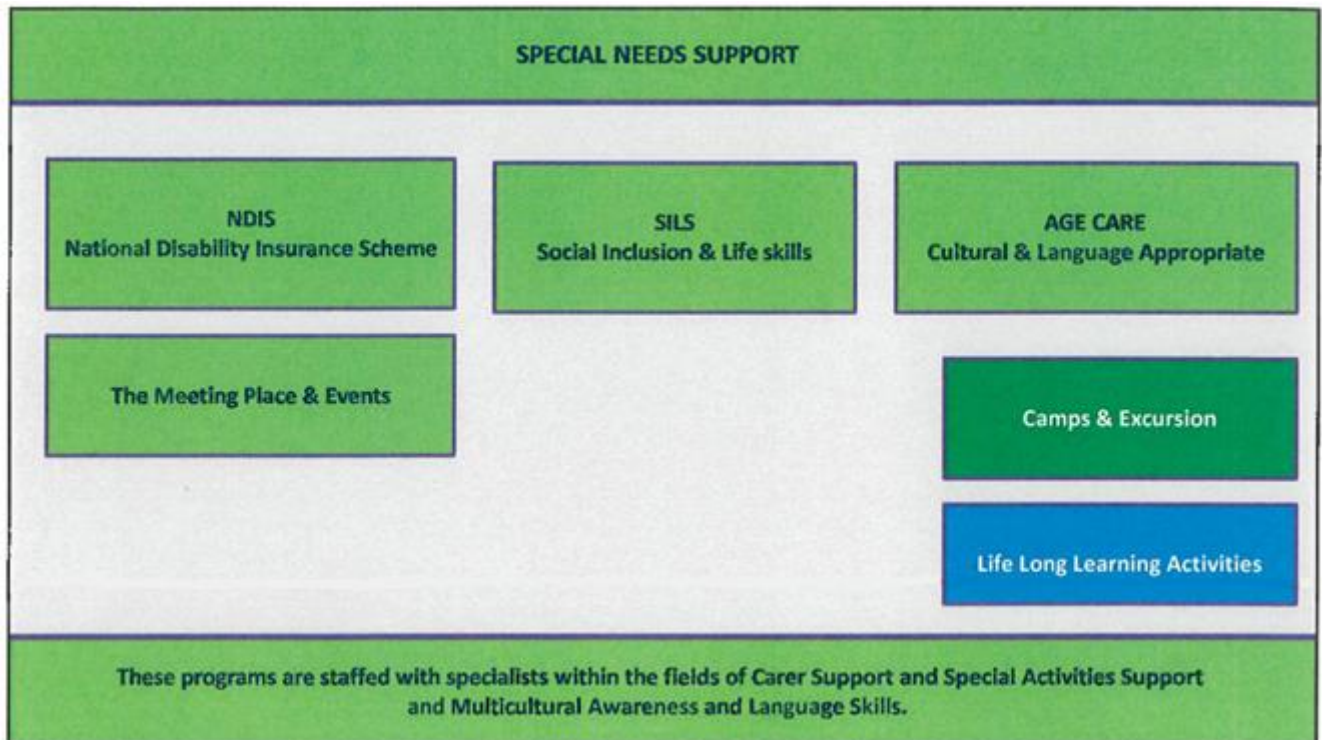 SPECIAL NEEDS SUPPORT
NDIS
National Disability Insurance Scheme
SILS
Social Inclusion & Life skills
AGE CARE
Cultural & Language Appropriate
The Meeting Place & Events
Camps & Excursion
Life Long Learning Activities
These programs are staffed with specialists within the fields of Carer Support and Special Activities Support
and Multicultural Awareness and Language Skills.